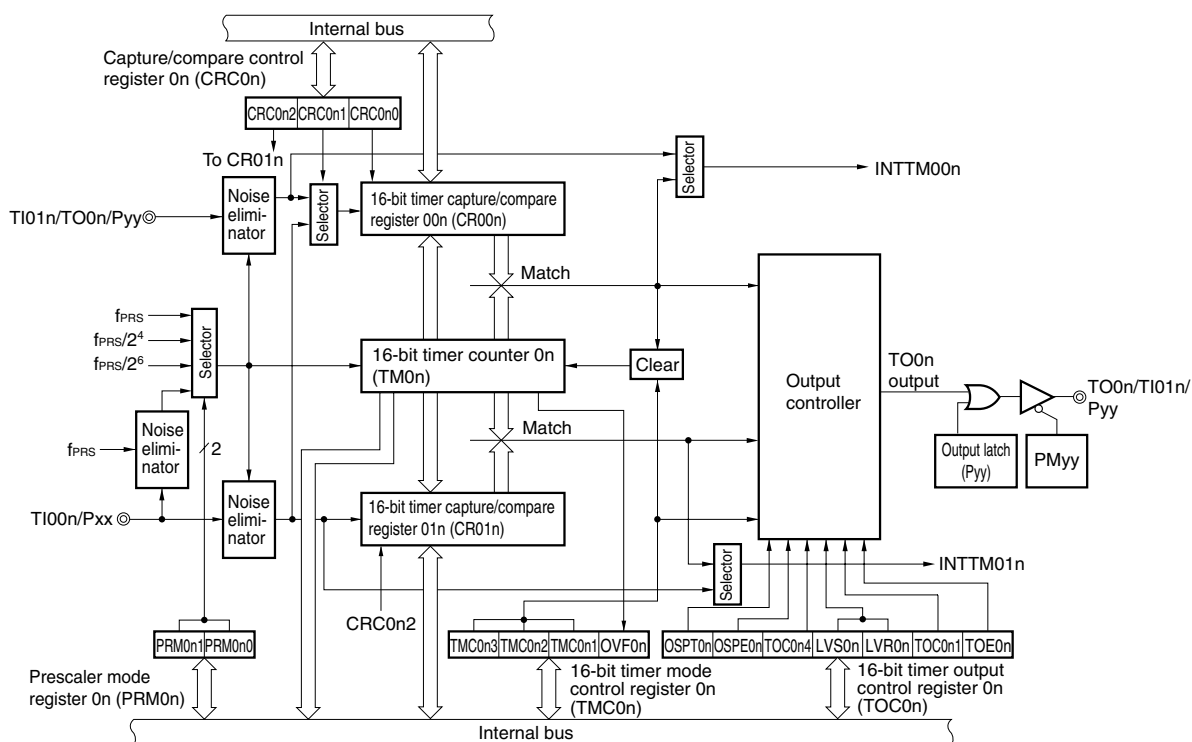 Internal bus
Capture/compare control
register 0n (CRC0n)
CRC0n2 CRC0n1 CRC0n0
To CR01n
Selector
INTTM00n
Noise
elimi-
nator
Selector
16-bit timer capture/compare
register 00n (CR00n)
TI01n/TO0n/Pyy
Match
fPRS
fPRS/2⁴
fPRS/2⁶
Selector
16-bit timer counter 0n
(TM0n)
Clear
Output
controller
TO0n
output
TO0n/TI01n/
Pyy
Noise
elimi-
nator
fPRS
2
Match
Output latch
(Pyy)
PMyy
TI00n/Pxx
Noise
elimi-
nator
16-bit timer capture/compare
register 01n (CR01n)
Selector
INTTM01n
CRC0n2
PRM0n1 PRM0n0
TMC0n3 TMC0n2 TMC0n1 OVF0n
OSPT0n OSPE0n TOC0n4 LVS0n LVR0n TOC0n1 TOE0n
Prescaler mode
register 0n (PRM0n)
16-bit timer mode
control register 0n
(TMC0n)
16-bit timer output
control register 0n
(TOC0n)
Internal bus